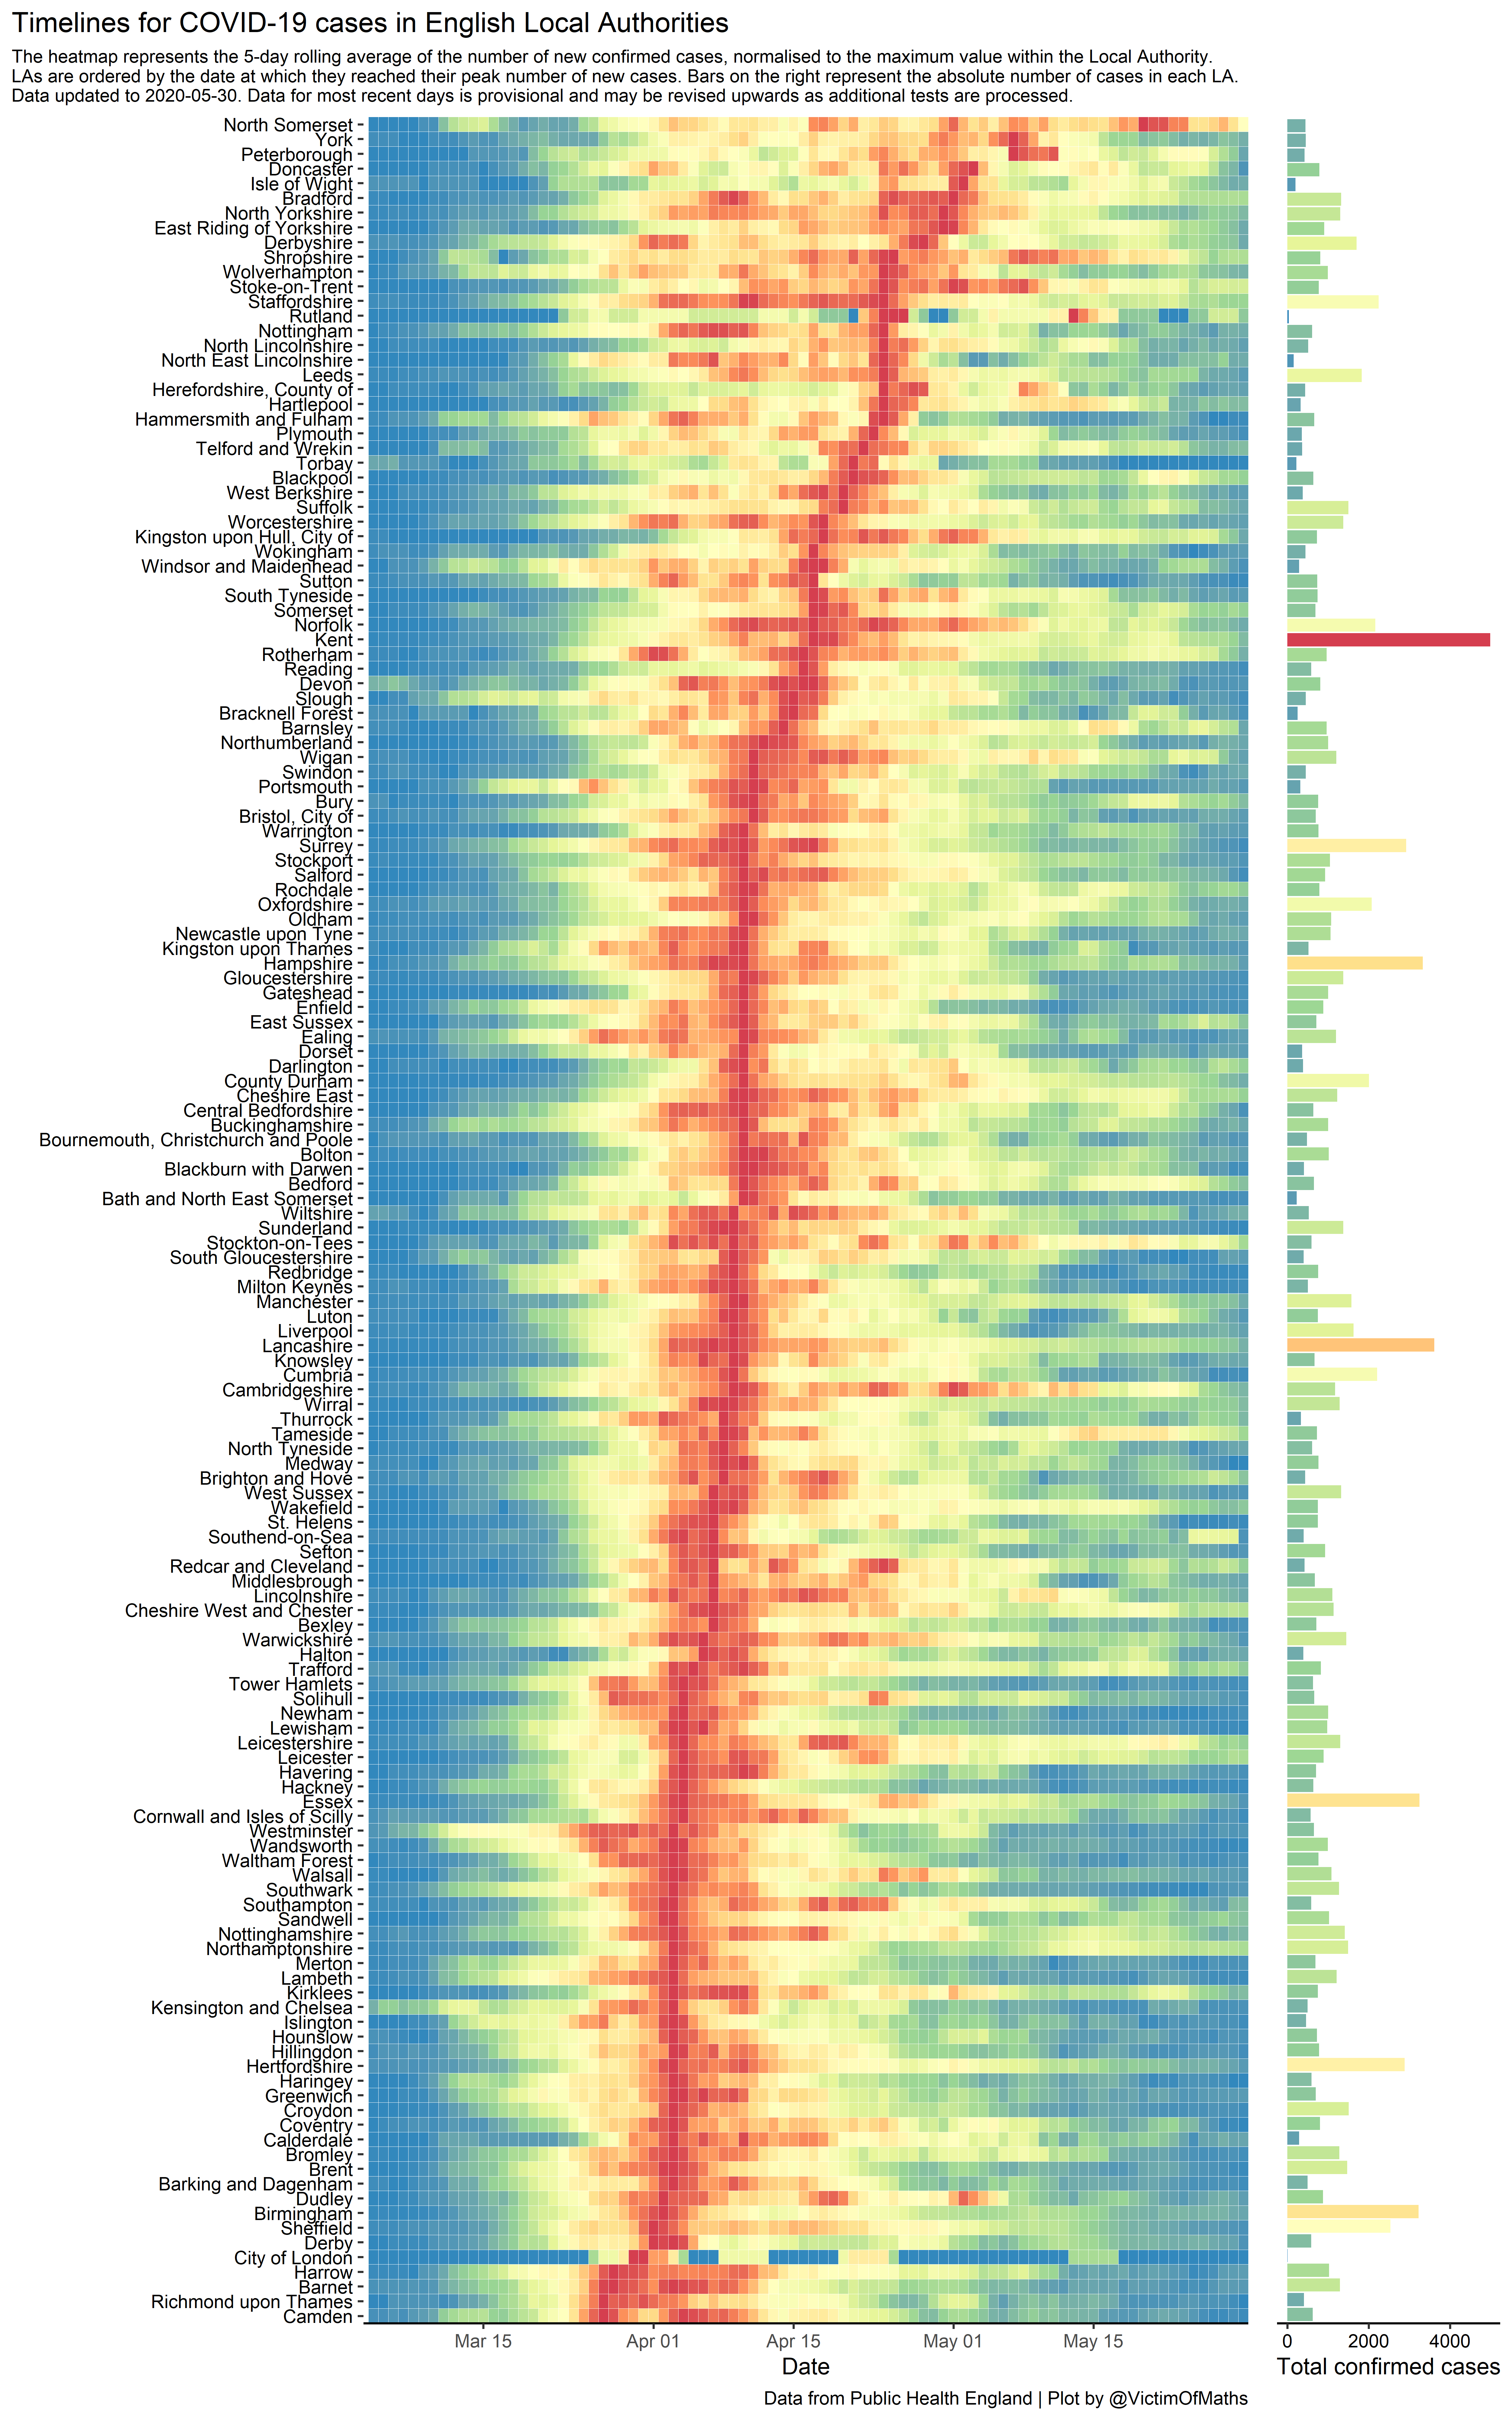 Timelines for COVID-19 cases in English Local Authorities
The heatmap represents the 5-day rolling average of the number of new confirmed cases, normalised to the maximum value within the Local Authority.
LAs are ordered by the date at which they reached their peak number of new cases. Bars on the right represent the absolute number of cases in each LA.
Data updated to 2020-05-30. Data for most recent days is provisional and may be revised upwards as additional tests are processed.
North Somerset
York
Peterborough
Doncaster
Isle of Wight
Bradford
North Yorkshire
East Riding of Yorkshire
Derbyshire
Shropshire
Wolverhampton
Stoke-on-Trent
Staffordshire
Rutland
Nottingham
North Lincolnshire
North East Lincolnshire
Leeds
Herefordshire, County of
Hartlepool
Hammersmith and Fulham
Plymouth
Telford and Wrekin
Torbay
Blackpool
West Berkshire
Suffolk
Worcestershire
Kingston upon Hull, City of
Wokingham
Windsor and Maidenhead
Sutton
South Tyneside
Somerset
Norfolk
Kent
Rotherham
Reading
Devon
Slough
Bracknell Forest
Barnsley
Northumberland
Wigan
Swindon
Portsmouth
Bury
Bristol, City of
Warrington
Surrey
Stockport
Salford
Rochdale
Oxfordshire
Oldham
Newcastle upon Tyne
Kingston upon Thames
Hampshire
Gloucestershire
Gateshead
Enfield
East Sussex
Ealing
Dorset
Darlington
County Durham
Cheshire East
Central Bedfordshire
Buckinghamshire
Bournemouth, Christchurch and Poole
Bolton
Blackburn with Darwen
Bedford
Bath and North East Somerset
Wiltshire
Sunderland
Stockton-on-Tees
South Gloucestershire
Redbridge
Milton Keynes
Manchester
Luton
Liverpool
Lancashire
Knowsley
Cumbria
Cambridgeshire
Wirral
Thurrock
Tameside
North Tyneside
Medway
Brighton and Hove
West Sussex
Wakefield
St. Helens
Southend-on-Sea
Sefton
Redcar and Cleveland
Middlesbrough
Lincolnshire
Cheshire West and Chester
Bexley
Warwickshire
Halton
Trafford
Tower Hamlets
Solihull
Newham
Lewisham
Leicestershire
Leicester
Havering
Hackney
Essex
Cornwall and Isles of Scilly
Westminster
Wandsworth
Waltham Forest
Walsall
Southwark
Southampton
Sandwell
Nottinghamshire
Northamptonshire
Merton
Lambeth
Kirklees
Kensington and Chelsea
Islington
Hounslow
Hillingdon
Hertfordshire
Haringey
Greenwich
Croydon
Coventry
Calderdale
Bromley
Brent
Barking and Dagenham
Dudley
Birmingham
Sheffield
Derby
City of London
Harrow
Barnet
Richmond upon Thames
Camden
Mar 15 Apr 01 Apr 15 May 01 May 15
Date
0 2000 4000
Total confirmed cases
Data from Public Health England | Plot by @VictimOfMaths